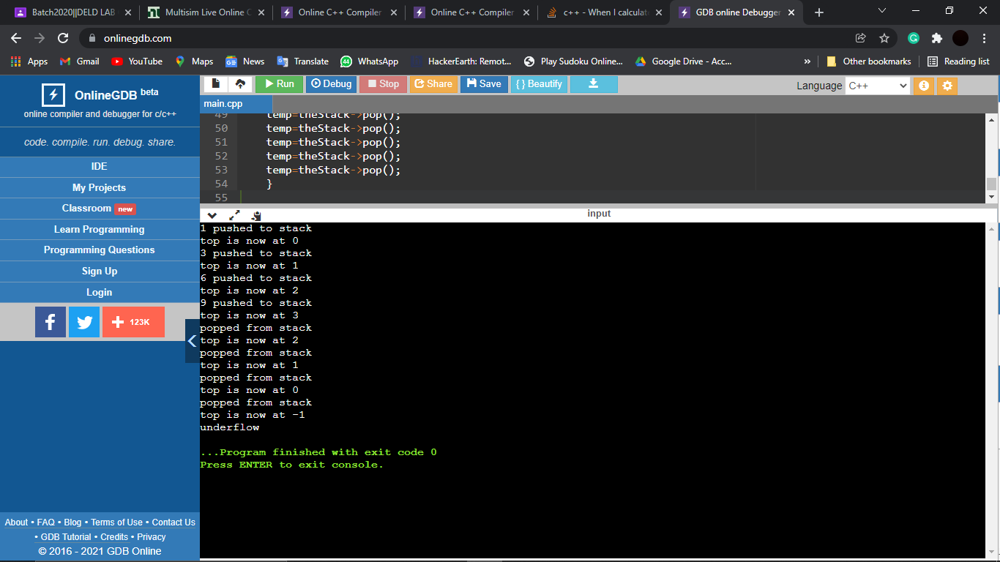 Batch2020||DELD LAB
Multisim Live Online C
Online C++ Compiler
Online C++ Compiler
c++ - When I calculat
GDB online Debugger
onlinegdb.com
Apps
Gmail
YouTube
Maps
News
Translate
44
WhatsApp
HackerEarth: Remot...
Play Sudoku Online...
Google Drive - Acc...
»
Other bookmarks
Reading list
OnlineGDB beta
online compiler and debugger for c/c++
code. compile. run. debug. share.
IDE
My Projects
Classroom new
Learn Programming
Programming Questions
Sign Up
Login
123K
About • FAQ • Blog • Terms of Use • Contact Us
• GDB Tutorial • Credits • Privacy
© 2016 - 2021 GDB Online
Run
Debug
Stop
Share
Save
{ } Beautify
Language C++
main.cpp
49 temp=theStack->pop();
50 temp=theStack->pop();
51 temp=theStack->pop();
52 temp=theStack->pop();
53 temp=theStack->pop();
54 }
55
input
1 pushed to stack
top is now at 0
3 pushed to stack
top is now at 1
6 pushed to stack
top is now at 2
9 pushed to stack
top is now at 3
popped from stack
top is now at 2
popped from stack
top is now at 1
popped from stack
top is now at 0
popped from stack
top is now at -1
underflow
...Program finished with exit code 0
Press ENTER to exit console.